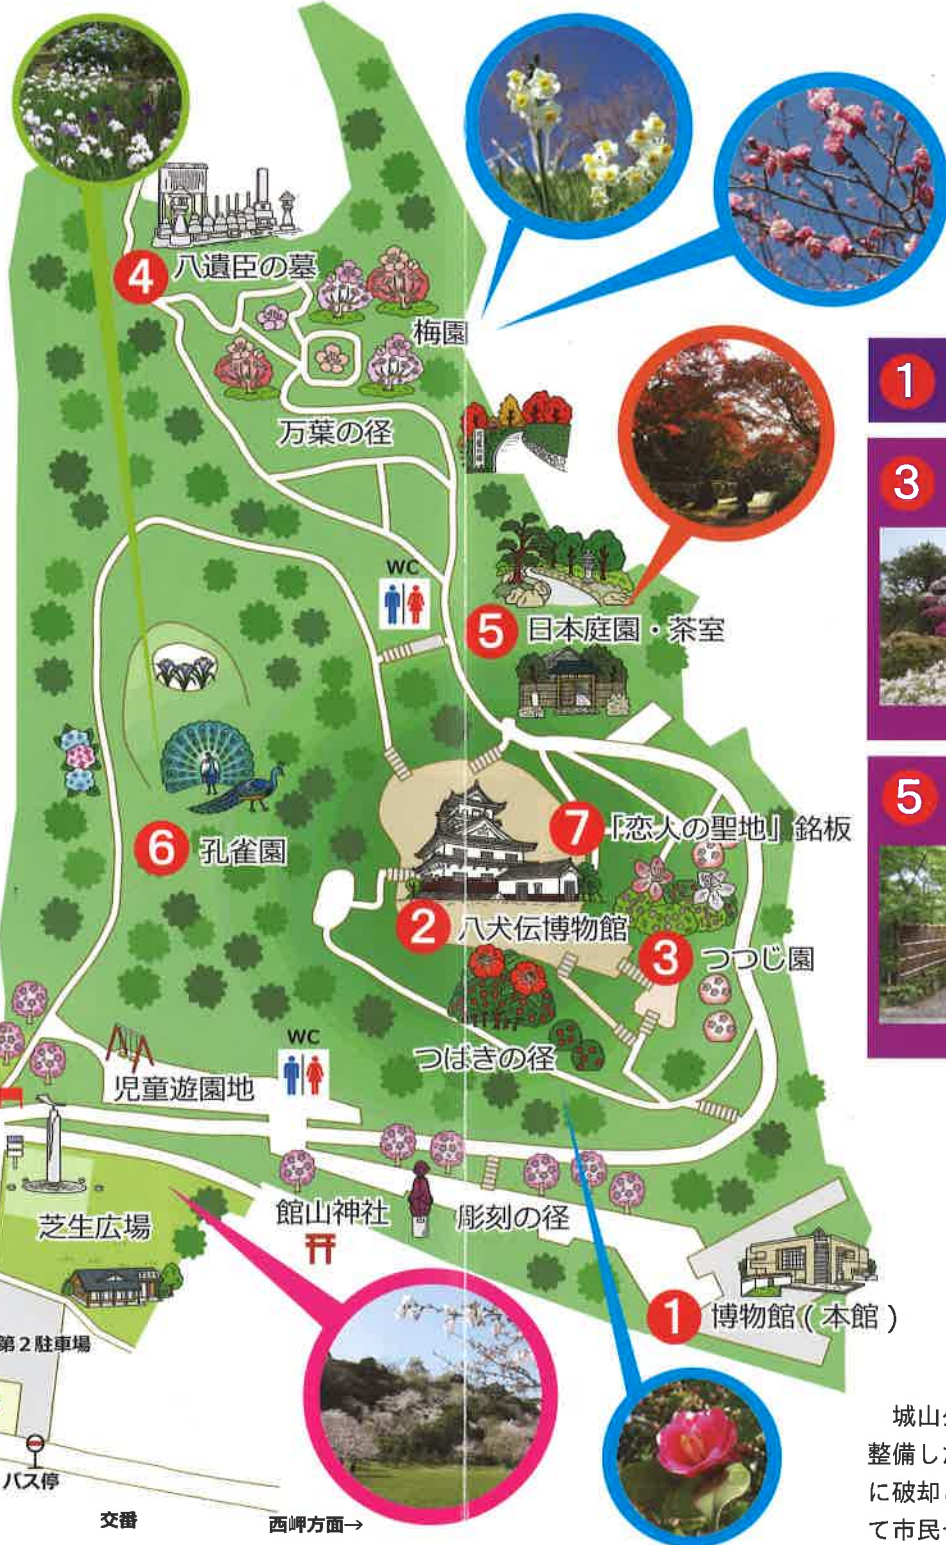 4 八遺臣の墓
梅園
万葉の径
WC
5 日本庭園・茶室
7 「恋人の聖地」銘板
6 孔雀園
2 八犬伝博物館
3 つつじ園
つばきの径
WC
児童遊園地
館山神社
彫刻の径
芝生広場
1 博物館(本館)
第2駐車場
バス停
交番
西岬方面→
1
3
5
城山公
整備した
に破却
て市民